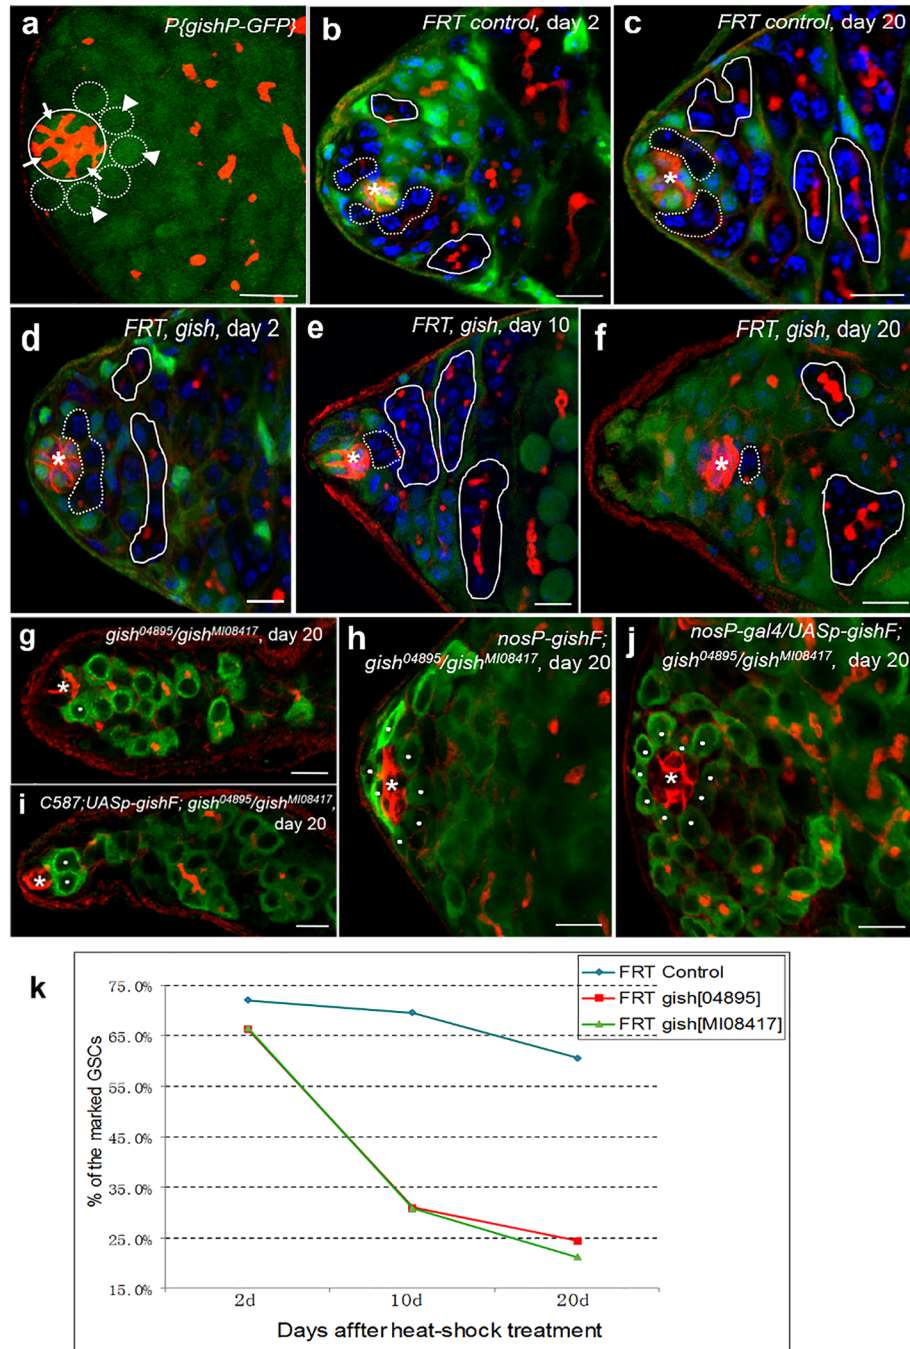 a
P{gishP-GFP}
b
FRT control, day 2
c
FRT control, day 20
*
*
d
FRT, gish, day 2
e
FRT, gish, day 10
f
FRT, gish, day 20
*
*
*
g
gish04895/gishMI08417, day 20
*
h
nosP-gishF;
gish04895/gishMI08417, day 20
*
j
nosP-gal4/UASp-gishF;
gish04895/gishMI08417, day 20
*
i
C587;UASp-gishF; gish04895/gishMI08417,
day 20
*
k
FRT Control
FRT gish[04895]
FRT gish[MI08417]
% of the marked GSCs
75.0%
65.0%
55.0%
45.0%
35.0%
25.0%
15.0%
2d
10d
20d
Days affter heat-shock treatment